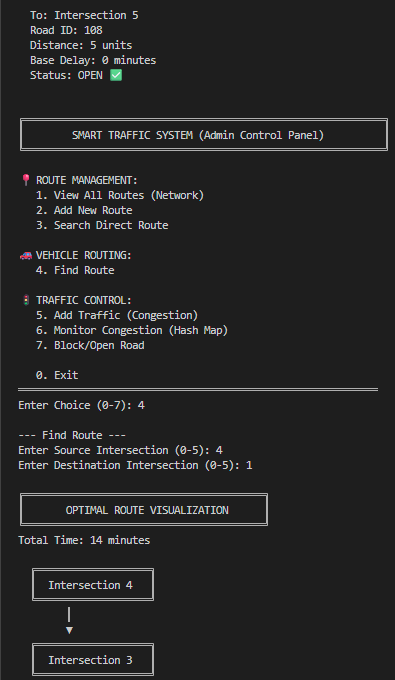 To: Intersection 5
Road ID: 108
Distance: 5 units
Base Delay: 0 minutes
Status: OPEN ✅
SMART TRAFFIC SYSTEM (Admin Control Panel)
📍 ROUTE MANAGEMENT:
1. View All Routes (Network)
2. Add New Route
3. Search Direct Route
🚗 VEHICLE ROUTING:
4. Find Route
🚦 TRAFFIC CONTROL:
5. Add Traffic (Congestion)
6. Monitor Congestion (Hash Map)
7. Block/Open Road
0. Exit
Enter Choice (0-7): 4
--- Find Route ---
Enter Source Intersection (0-5): 4
Enter Destination Intersection (0-5): 1
OPTIMAL ROUTE VISUALIZATION
Total Time: 14 minutes
Intersection 4
Intersection 3